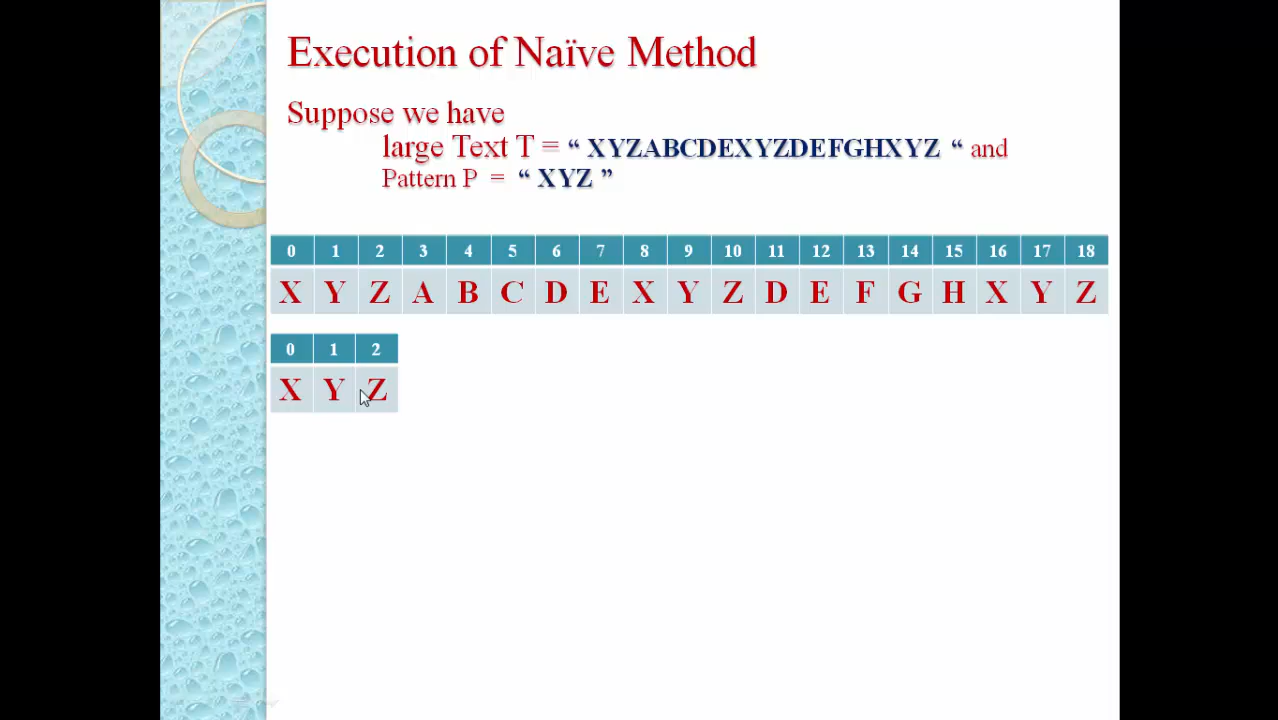 Execution of Naïve Method
Suppose we have
large Text T = “ XYZABCDEXYZDEFGHXYZ “ and
Pattern P = “ XYZ ”
0 1 2 3 4 5 6 7 8 9 10 11 12 13 14 15 16 17 18
X Y Z A B C D E X Y Z D E F G H X Y Z
0 1 2
X Y Z